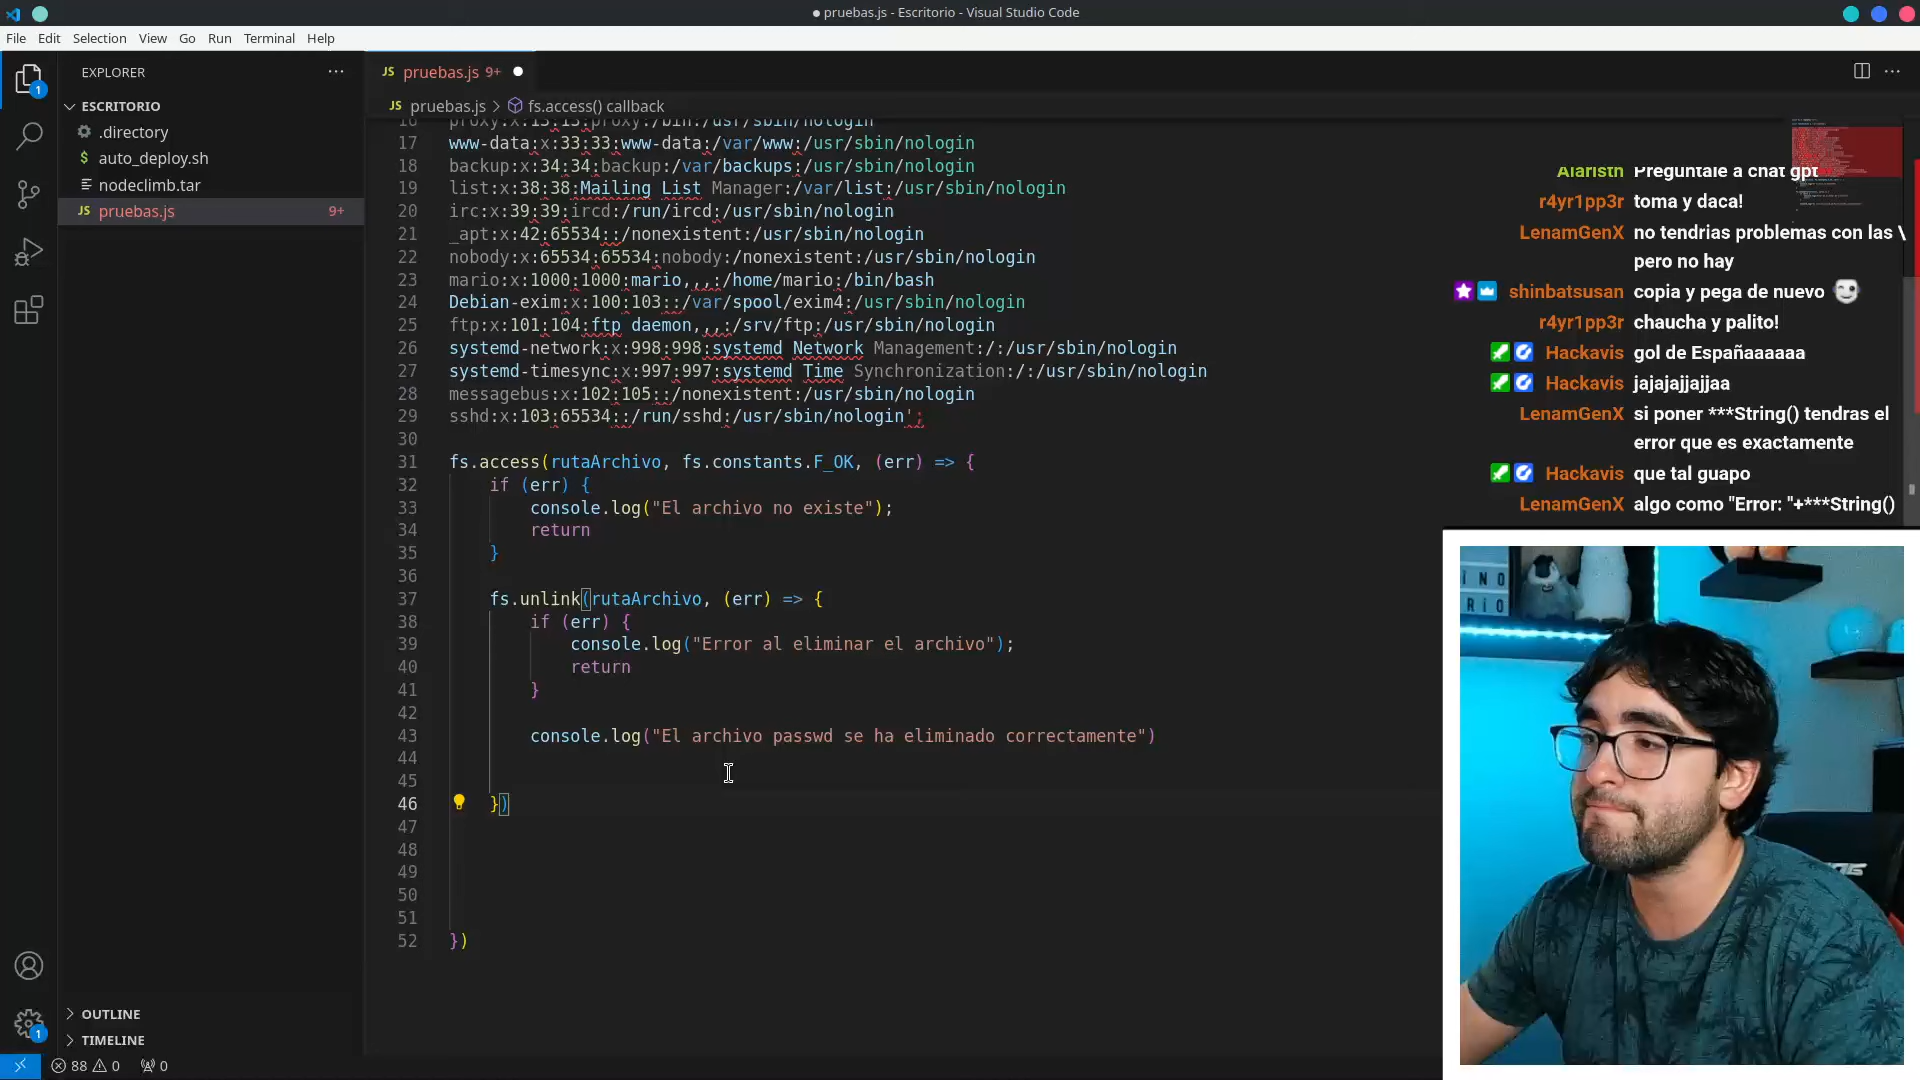 pruebas.js - Escritorio - Visual Studio Code
File Edit Selection View Go Run Terminal Help
EXPLORER
ESCRITORIO
.directory
auto_deploy.sh
nodeclimb.tar
JS pruebas.js 9+
OUTLINE
TIMELINE
1
1
88 0 0
JS pruebas.js 9+
JS pruebas.js > fs.access() callback
16 proxy:x:13:13:proxy:/bin:/usr/sbin/nologin
17 www-data:x:33:33:www-data:/var/www:/usr/sbin/nologin
18 backup:x:34:34:backup:/var/backups:/usr/sbin/nologin
19 list:x:38:38:Mailing List Manager:/var/list:/usr/sbin/nologin
20 irc:x:39:39:ircd:/run/ircd:/usr/sbin/nologin
21 _apt:x:42:65534::/nonexistent:/usr/sbin/nologin
22 nobody:x:65534:65534:nobody:/nonexistent:/usr/sbin/nologin
23 mario:x:1000:1000:mario,,,:/home/mario:/bin/bash
24 Debian-exim:x:100:103::/var/spool/exim4:/usr/sbin/nologin
25 ftp:x:101:104:ftp daemon,,,:/srv/ftp:/usr/sbin/nologin
26 systemd-network:x:998:998:systemd Network Management:/:/usr/sbin/nologin
27 systemd-timesync:x:997:997:systemd Time Synchronization:/:/usr/sbin/nologin
28 messagebus:x:102:105::/nonexistent:/usr/sbin/nologin
29 sshd:x:103:65534::/run/sshd:/usr/sbin/nologin';
30
31 fs.access(rutaArchivo, fs.constants.F_OK, (err) => {
32 if (err) {
33 console.log("El archivo no existe");
34 return
35 }
36
37 fs.unlink(rutaArchivo, (err) => {
38 if (err) {
39 console.log("Error al eliminar el archivo");
40 return
41 }
42
43 console.log("El archivo passwd se ha eliminado correctamente")
44
45
46 })
47
48
49
50
51
52 })
Alaristn Preguntale a chat gpt
r4yr1pp3r toma y daca!
LenamGenX no tendrias problemas con las \
pero no hay
shinbatsusan copia y pega de nuevo
r4yr1pp3r chaucha y palito!
Hackavis gol de Españaaaaaa
Hackavis jajajajjajjaa
LenamGenX si poner ***String() tendras el
error que es exactamente
Hackavis que tal guapo
LenamGenX algo como "Error: "+***String()